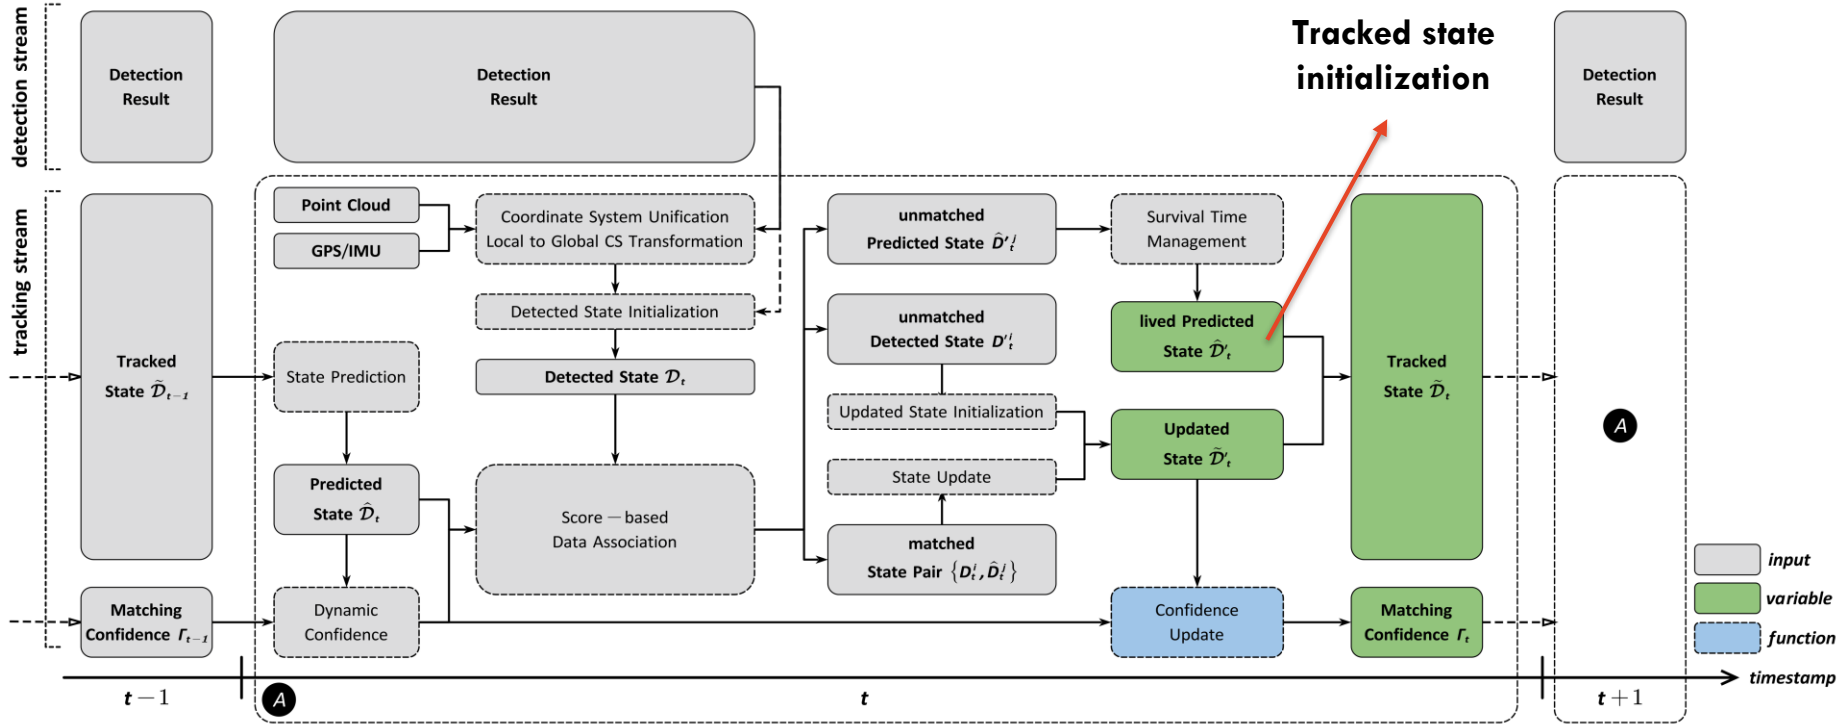 detection stream
Detection
Result
Detection
Result
Tracked state
initialization
Detection
Result
tracking stream
Tracked
State 𝒟̃ₜ₋₁
Matching
Confidence Γₜ₋₁
Point Cloud
GPS/IMU
Coordinate System Unification
Local to Global CS Transformation
Detected State Initialization
Detected State 𝒟ₜ
State Prediction
Predicted
State 𝒟̂ₜ
Dynamic
Confidence
Score — based
Data Association
unmatched
Predicted State D̂′ₜʲ
unmatched
Detected State D′ₜⁱ
Updated State Initialization
State Update
matched
State Pair {Dₜⁱ, D̂ₜʲ}
Survival Time
Management
lived Predicted
State 𝒟̂′ₜ
Updated
State 𝒟̃′ₜ
Confidence
Update
Tracked
State 𝒟̃ₜ
Matching
Confidence Γₜ
A
input
variable
function
timestamp
t − 1
A
t
t + 1